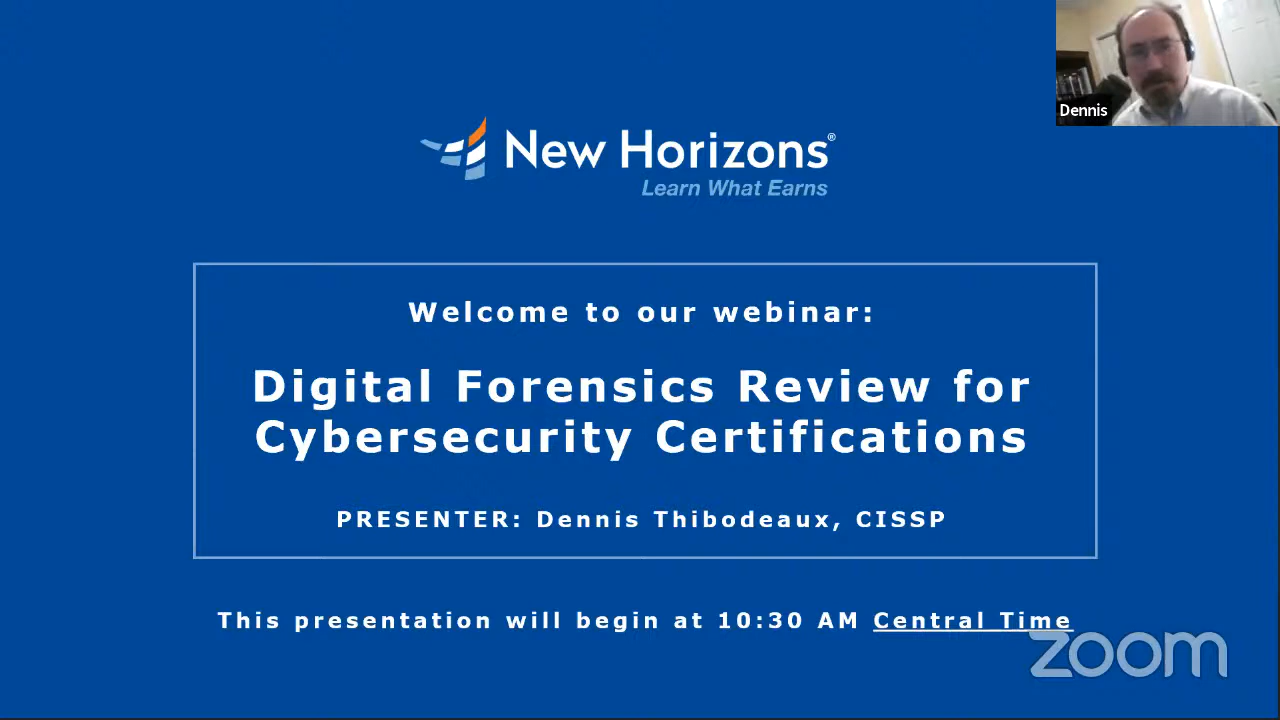 New Horizons®
Learn What Earns
Dennis
Welcome to our webinar:
Digital Forensics Review for
Cybersecurity Certifications
PRESENTER: Dennis Thibodeaux, CISSP
This presentation will begin at 10:30 AM Central Time
zoom